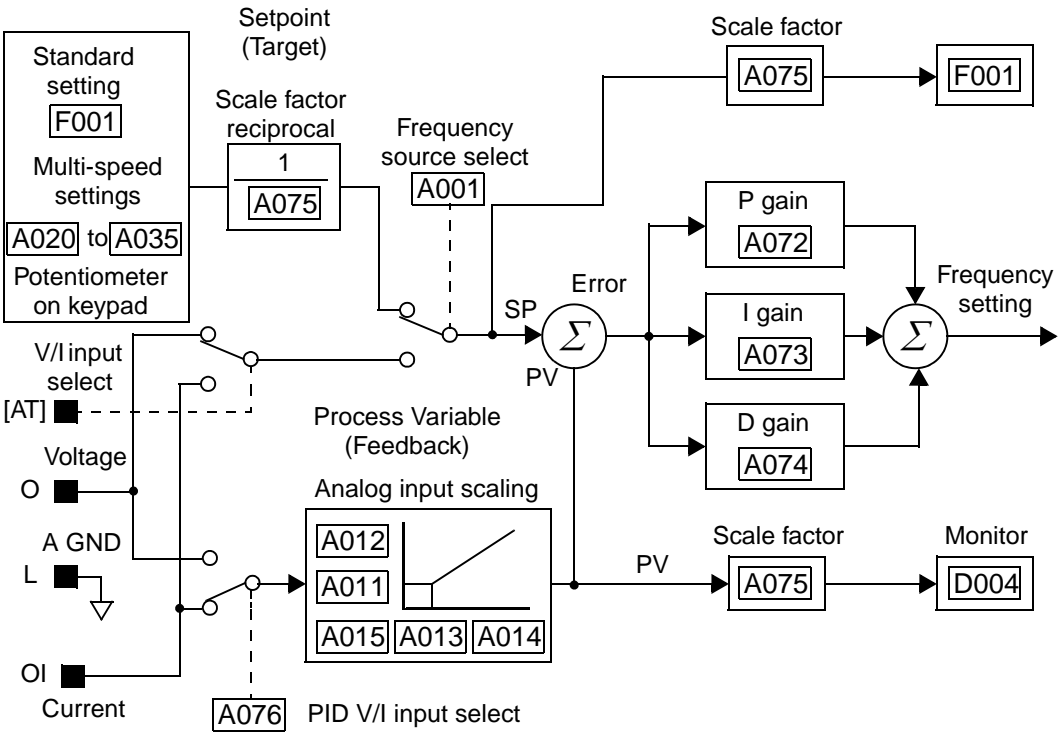 Setpoint
(Target)
Scale factor
Standard
setting
F001
Multi-speed
settings
A020 to A035
Potentiometer
on keypad
Scale factor
reciprocal
1
A075
Frequency
source select
A001
A075
F001
P gain
A072
I gain
A073
D gain
A074
Frequency
setting
Error
SP
Σ
PV
Σ
V/I input
select
[AT]
Voltage
O
A GND
L
OI
Current
Process Variable
(Feedback)
Analog input scaling
A012
A011
A015 A013 A014
PV
Scale factor
A075
Monitor
D004
A076 PID V/I input select